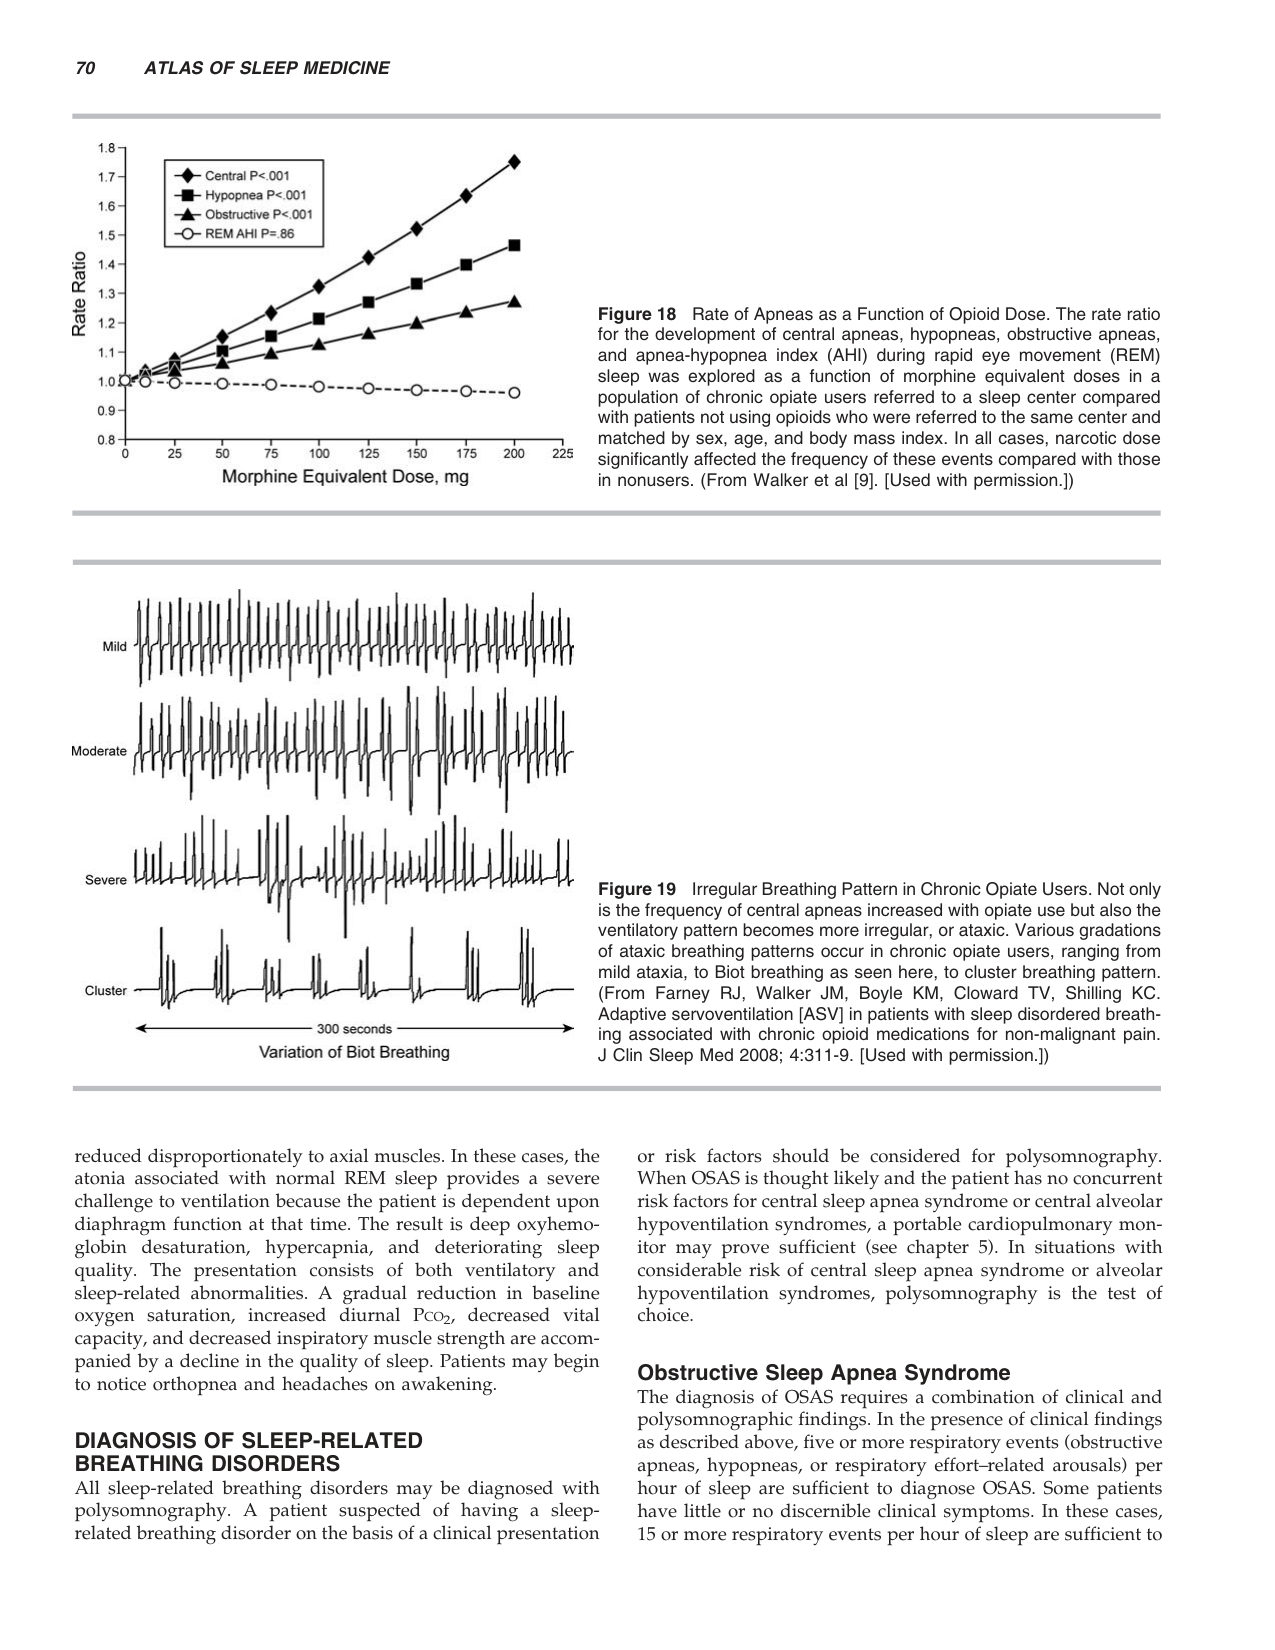 70 ATLAS OF SLEEP MEDICINE
1.8
1.7
1.6
1.5
1.4
1.3
1.2
1.1
1.0
0.9
0.8
Rate Ratio
Central P<.001
Hypopnea P<.001
Obstructive P<.001
REM AHI P=.86
0 25 50 75 100 125 150 175 200 225
Morphine Equivalent Dose, mg
Figure 18 Rate of Apneas as a Function of Opioid Dose. The rate ratio
for the development of central apneas, hypopneas, obstructive apneas,
and apnea-hypopnea index (AHI) during rapid eye movement (REM)
sleep was explored as a function of morphine equivalent doses in a
population of chronic opiate users referred to a sleep center compared
with patients not using opioids who were referred to the same center and
matched by sex, age, and body mass index. In all cases, narcotic dose
significantly affected the frequency of these events compared with those
in nonusers. (From Walker et al [9]. [Used with permission.])
Mild
Moderate
Severe
Cluster
300 seconds
Variation of Biot Breathing
Figure 19 Irregular Breathing Pattern in Chronic Opiate Users. Not only
is the frequency of central apneas increased with opiate use but also the
ventilatory pattern becomes more irregular, or ataxic. Various gradations
of ataxic breathing patterns occur in chronic opiate users, ranging from
mild ataxia, to Biot breathing as seen here, to cluster breathing pattern.
(From Farney RJ, Walker JM, Boyle KM, Cloward TV, Shilling KC.
Adaptive servoventilation [ASV] in patients with sleep disordered breath-
ing associated with chronic opioid medications for non-malignant pain.
J Clin Sleep Med 2008; 4:311-9. [Used with permission.])
reduced disproportionately to axial muscles. In these cases, the
atonia associated with normal REM sleep provides a severe
challenge to ventilation because the patient is dependent upon
diaphragm function at that time. The result is deep oxyhemo-
globin desaturation, hypercapnia, and deteriorating sleep
quality. The presentation consists of both ventilatory and
sleep-related abnormalities. A gradual reduction in baseline
oxygen saturation, increased diurnal PCO2, decreased vital
capacity, and decreased inspiratory muscle strength are accom-
panied by a decline in the quality of sleep. Patients may begin
to notice orthopnea and headaches on awakening.
DIAGNOSIS OF SLEEP-RELATED
BREATHING DISORDERS
All sleep-related breathing disorders may be diagnosed with
polysomnography. A patient suspected of having a sleep-
related breathing disorder on the basis of a clinical presentation
or risk factors should be considered for polysomnography.
When OSAS is thought likely and the patient has no concurrent
risk factors for central sleep apnea syndrome or central alveolar
hypoventilation syndromes, a portable cardiopulmonary mon-
itor may prove sufficient (see chapter 5). In situations with
considerable risk of central sleep apnea syndrome or alveolar
hypoventilation syndromes, polysomnography is the test of
choice.
Obstructive Sleep Apnea Syndrome
The diagnosis of OSAS requires a combination of clinical and
polysomnographic findings. In the presence of clinical findings
as described above, five or more respiratory events (obstructive
apneas, hypopneas, or respiratory effort–related arousals) per
hour of sleep are sufficient to diagnose OSAS. Some patients
have little or no discernible clinical symptoms. In these cases,
15 or more respiratory events per hour of sleep are sufficient to